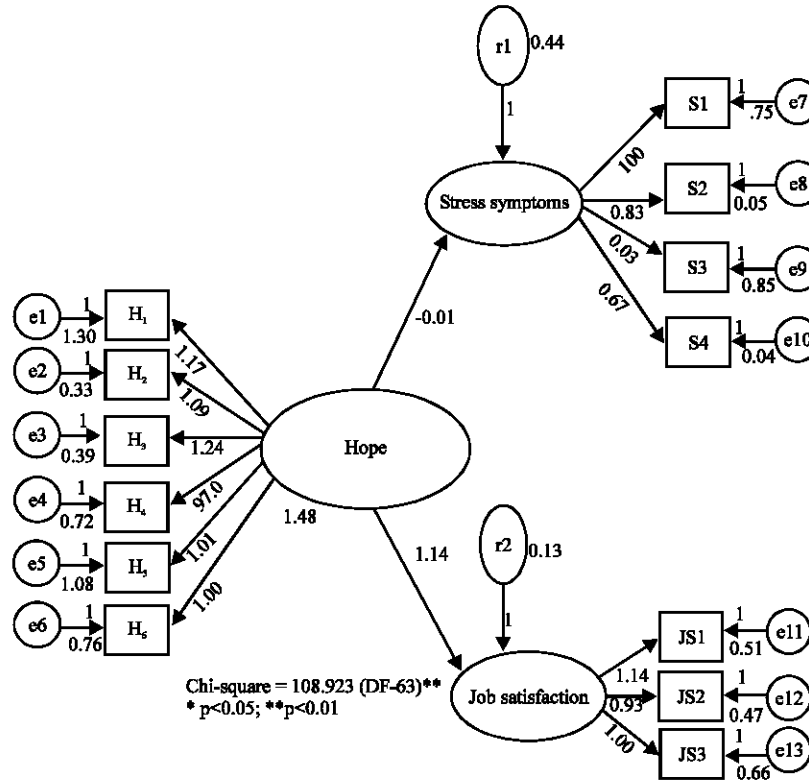 r1
0.44
1
S1
1
.75
e7
100
Stress symptoms
S2
1
0.05
e8
0.83
S3
1
0.85
e9
0.03
S4
1
0.04
e10
0.67
-0.01
e1
1
1.30
H₁
1.17
e2
1
0.33
H₂
1.09
e3
1
0.39
H₃
1.24
e4
1
0.72
H₄
97.0
e5
1
1.08
H₅
1.01
e6
1
0.76
H₆
1.00
Hope
1.48
1.14
r2
0.13
1
Job satisfaction
JS1
1
0.51
e11
1.14
JS2
1
0.47
e12
0.93
JS3
1
0.66
e13
1.00
Chi-square = 108.923 (DF-63)**
* p<0.05; **p<0.01